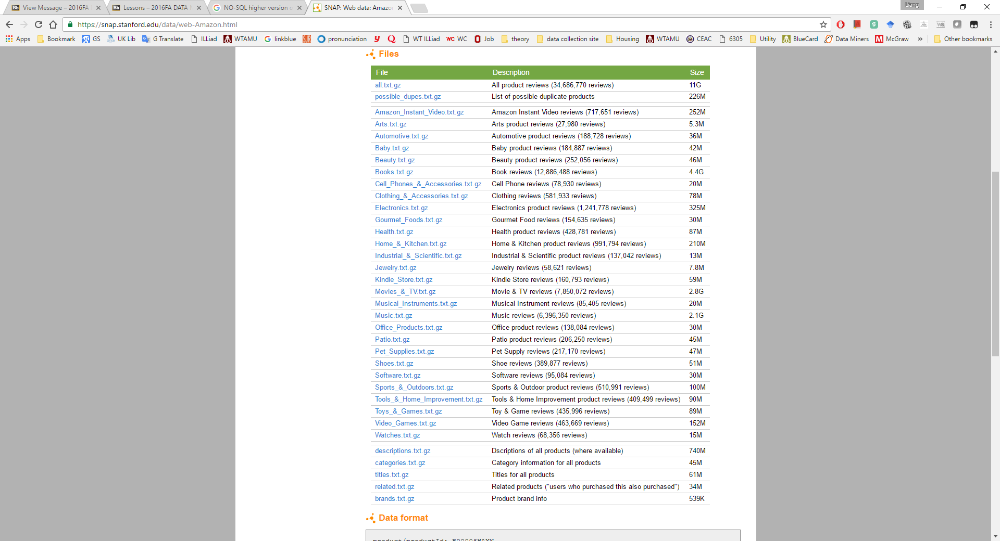 View Message – 2016FA
Lessons – 2016FA DATA
NO-SQL higher version
SNAP: Web data: Amazon
Liang
https://snap.stanford.edu/data/web-Amazon.html
Apps Bookmark GS UK Lib G Translate ILLiad WTAMU linkblue SJR pronunciation WT ILLiad WC WC Job theory data collection site Housing WTAMU CEAC 6305 Utility BlueCard Data Miners McGraw » Other bookmarks
Files
File Description Size
all.txt.gz All product reviews (34,686,770 reviews) 11G
possible_dupes.txt.gz List of possible duplicate products 226M
Amazon_Instant_Video.txt.gz Amazon Instant Video reviews (717,651 reviews) 252M
Arts.txt.gz Arts product reviews (27,980 reviews) 5.3M
Automotive.txt.gz Automotive product reviews (188,728 reviews) 36M
Baby.txt.gz Baby product reviews (184,887 reviews) 42M
Beauty.txt.gz Beauty product reviews (252,056 reviews) 46M
Books.txt.gz Book reviews (12,886,488 reviews) 4.4G
Cell_Phones_&_Accessories.txt.gz Cell Phone reviews (78,930 reviews) 20M
Clothing_&_Accessories.txt.gz Clothing reviews (581,933 reviews) 78M
Electronics.txt.gz Electronics product reviews (1,241,778 reviews) 325M
Gourmet_Foods.txt.gz Gourmet Food reviews (154,635 reviews) 30M
Health.txt.gz Health product reviews (428,781 reviews) 87M
Home_&_Kitchen.txt.gz Home & Kitchen product reviews (991,794 reviews) 210M
Industrial_&_Scientific.txt.gz Industrial & Scientific product reviews (137,042 reviews) 13M
Jewelry.txt.gz Jewelry reviews (58,621 reviews) 7.8M
Kindle_Store.txt.gz Kindle Store reviews (160,793 reviews) 59M
Movies_&_TV.txt.gz Movie & TV reviews (7,850,072 reviews) 2.8G
Musical_Instruments.txt.gz Musical Instrument reviews (85,405 reviews) 20M
Music.txt.gz Music reviews (6,396,350 reviews) 2.1G
Office_Products.txt.gz Office product reviews (138,084 reviews) 30M
Patio.txt.gz Patio product reviews (206,250 reviews) 45M
Pet_Supplies.txt.gz Pet Supply reviews (217,170 reviews) 47M
Shoes.txt.gz Shoe reviews (389,877 reviews) 51M
Software.txt.gz Software reviews (95,084 reviews) 30M
Sports_&_Outdoors.txt.gz Sports & Outdoor product reviews (510,991 reviews) 100M
Tools_&_Home_Improvement.txt.gz Tools & Home Improvement product reviews (409,499 reviews) 90M
Toys_&_Games.txt.gz Toy & Game reviews (435,996 reviews) 89M
Video_Games.txt.gz Video Game reviews (463,669 reviews) 152M
Watches.txt.gz Watch reviews (68,356 reviews) 15M
descriptions.txt.gz Dscriptions of all products (where available) 740M
categories.txt.gz Category information for all products 45M
titles.txt.gz Titles for all products 61M
related.txt.gz Related products ("users who purchased this also purchased") 34M
brands.txt.gz Product brand info 539K
Data format
product/productId: B00006HAXW